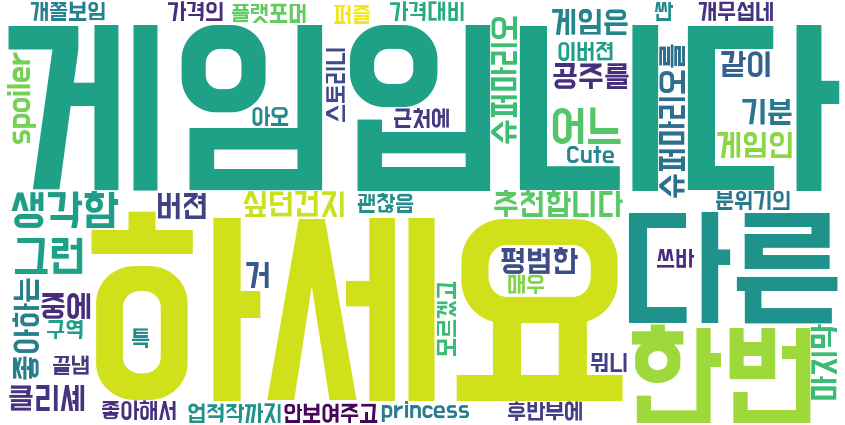 개쫄보임
가격의
플랫포머
퍼즐
가격대비
게임은
싼
개무섭네
게임입니다
spoiler
아오
스토리니
근처에
슈퍼마리오
이버전
공주를
어느
Cute
슈퍼마리오를
같이
기분
게임인
생각함
버젼
싶던건지
괜찮음
추천합니다
분위기의
그런
하세요
거
평범한
매우
다른
쓰바
좋아하는
중에
구역
특
모르겠고
끝냄
뭐니
한번
마지막
클리셰
좋아해서
업적작까지
안보여주고
princess
후반부에